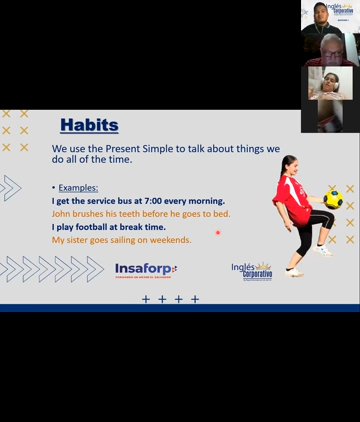 Inglés
Corporativo
Habits
We use the Present Simple to talk about things we
do all of the time.
• Examples:
I get the service bus at 7:00 every morning.
John brushes his teeth before he goes to bed.
I play football at break time.
My sister goes sailing on weekends.
Insaforp
Inglés
Corporativo